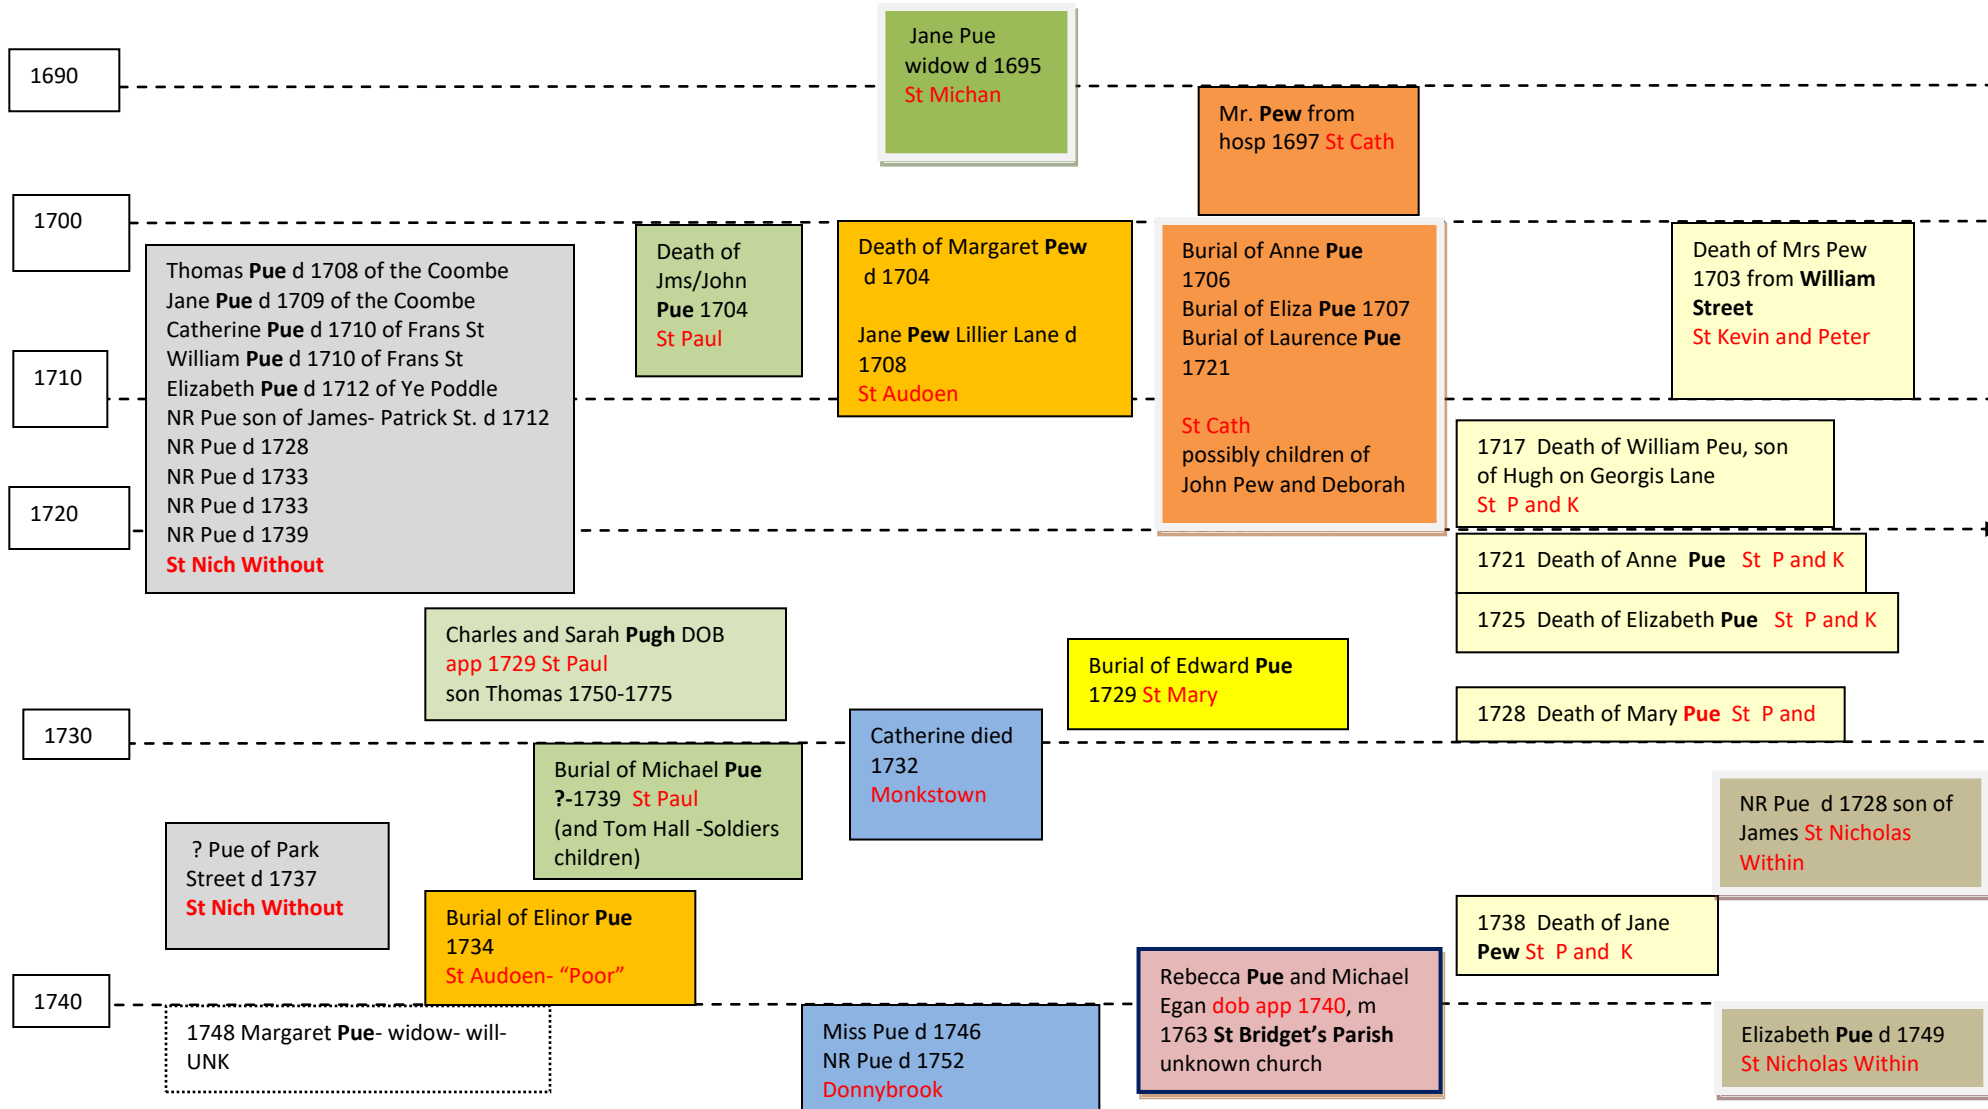 1690
Jane Pue
widow d 1695
St Michan
Mr. Pew from
hosp 1697 St Cath
1700
Thomas Pue d 1708 of the Coombe
Jane Pue d 1709 of the Coombe
Catherine Pue d 1710 of Frans St
William Pue d 1710 of Frans St
Elizabeth Pue d 1712 of Ye Poddle
NR Pue son of James- Patrick St. d 1712
NR Pue d 1728
NR Pue d 1733
NR Pue d 1733
NR Pue d 1739
St Nich Without
Death of
Jms/John
Pue 1704
St Paul
Death of Margaret Pew
d 1704
Jane Pew Lillier Lane d
1708
St Audoen
Burial of Anne Pue
1706
Burial of Eliza Pue 1707
Burial of Laurence Pue
1721
St Cath
possibly children of
John Pew and Deborah
Death of Mrs Pew
1703 from William
Street
St Kevin and Peter
1710
1717 Death of William Peu, son
of Hugh on Georgis Lane
St P and K
1720
1721 Death of Anne Pue St P and K
1725 Death of Elizabeth Pue St P and K
Charles and Sarah Pugh DOB
app 1729 St Paul
son Thomas 1750-1775
Burial of Edward Pue
1729 St Mary
1728 Death of Mary Pue St P and
1730
Catherine died
1732
Monkstown
Burial of Michael Pue
?-1739 St Paul
(and Tom Hall -Soldiers
children)
NR Pue d 1728 son of
James St Nicholas
Within
? Pue of Park
Street d 1737
St Nich Without
Burial of Elinor Pue
1734
St Audoen- “Poor”
1738 Death of Jane
Pew St P and K
1740
1748 Margaret Pue- widow- will-
UNK
Miss Pue d 1746
NR Pue d 1752
Donnybrook
Rebecca Pue and Michael
Egan dob app 1740, m
1763 St Bridget’s Parish
unknown church
Elizabeth Pue d 1749
St Nicholas Within